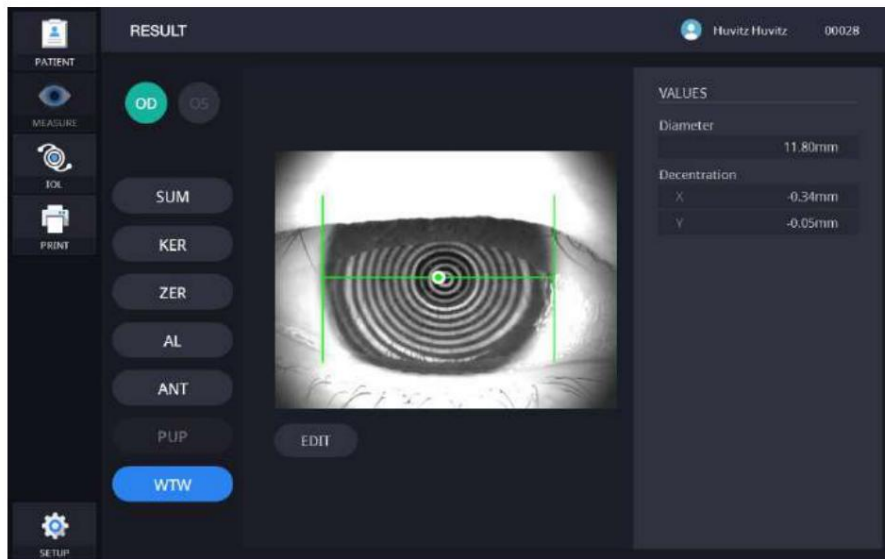 RESULT
Huvitz Huvitz 00028
PATIENT
MEASURE
IOL
PRINT
SETUP
OD OS
SUM
KER
ZER
AL
ANT
PUP
WTW
EDIT
VALUES
Diameter
11.80mm
Decentration
X -0.34mm
Y -0.05mm